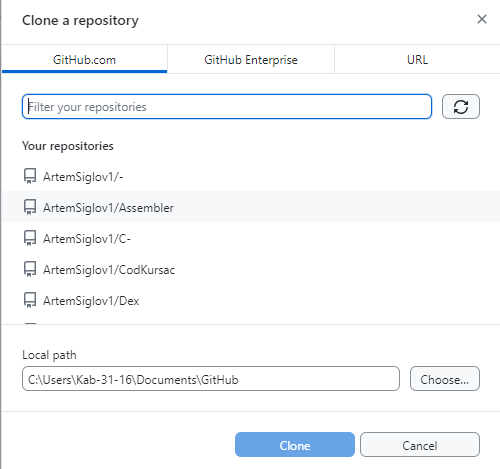 Clone a repository
GitHub.com
GitHub Enterprise
URL
Filter your repositories
Your repositories
ArtemSiglov1/-
ArtemSiglov1/Assembler
ArtemSiglov1/C-
ArtemSiglov1/CodKursac
ArtemSiglov1/Dex
Local path
C:\Users\Kab-31-16\Documents\GitHub
Choose...
Clone
Cancel